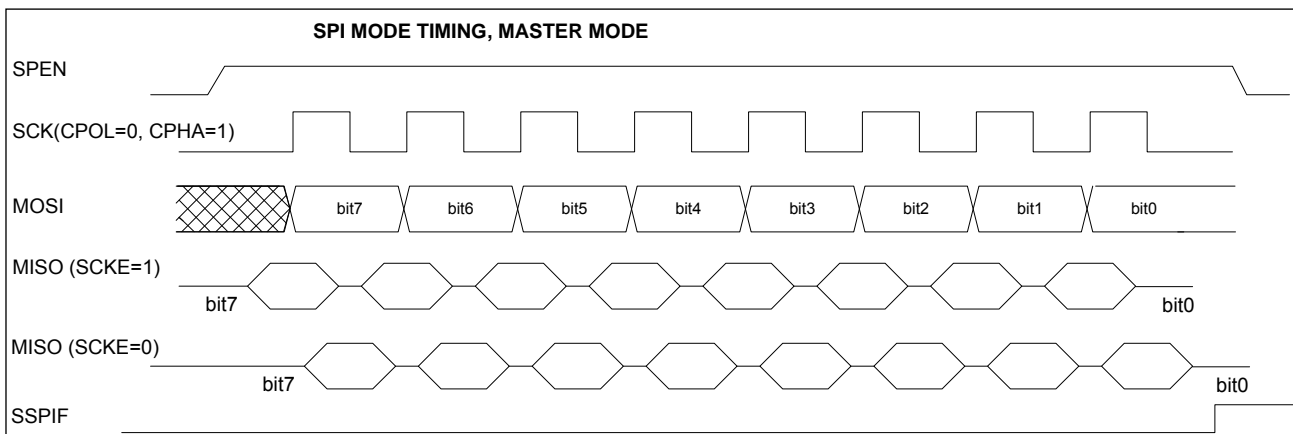 SPI MODE TIMING, MASTER MODE
SPEN
SCK(CPOL=0, CPHA=1)
MOSI
bit7 bit6 bit5 bit4 bit3 bit2 bit1 bit0
MISO (SCKE=1)
bit7 bit0
MISO (SCKE=0)
bit7 bit0
SSPIF